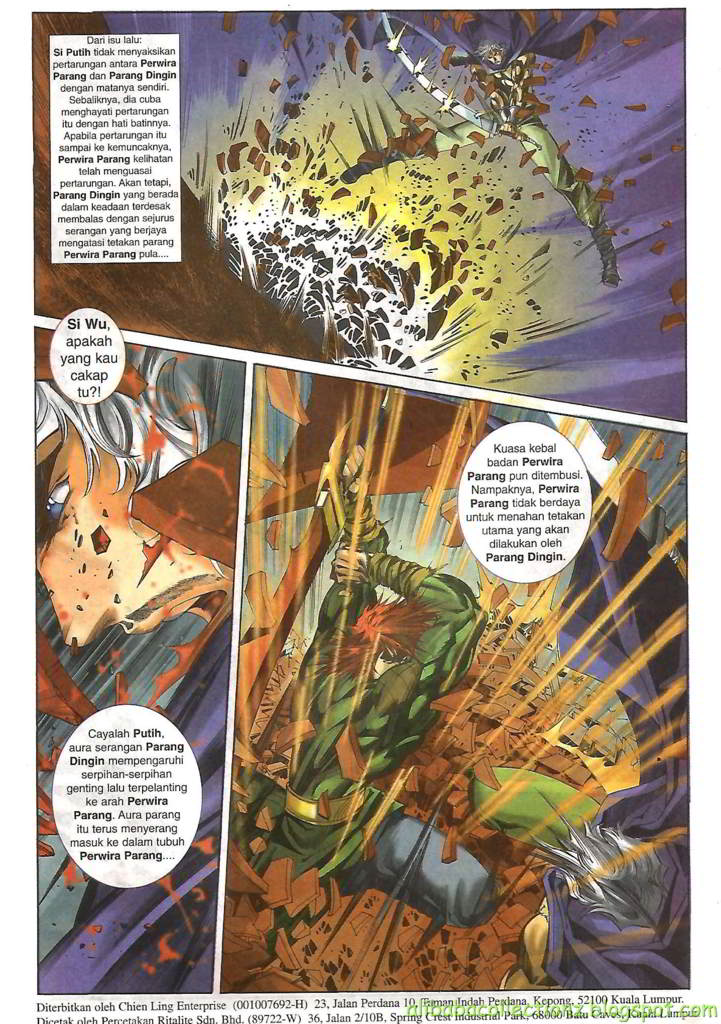 Dari isu lalu:
Si Putih tidak menyaksikan
pertarungan antara Perwira
Parang dan Parang Dingin
dengan matanya sendiri.
Sebaliknya, dia cuba
menghayati pertarungan
itu dengan hati batinnya.
Apabila pertarungan itu
sampai ke kemuncaknya,
Perwira Parang kelihatan
telah menguasai
pertarungan. Akan tetapi,
Parang Dingin yang berada
dalam keadaan terdesak
membalas dengan sejurus
serangan yang berjaya
mengatasi tetakan parang
Perwira Parang pula....
Si Wu,
apakah
yang kau
cakap
tu?!
Kuasa kebal
badan Perwira
Parang pun ditembusi.
Nampaknya, Perwira
Parang tidak berdaya
untuk menahan tetakan
utama yang akan
dilakukan oleh
Parang Dingin.
Cayalah Putih,
aura serangan Parang
Dingin mempengaruhi
serpihan-serpihan
genting lalu terpelanting
ke arah Perwira
Parang. Aura parang
itu terus menyerang
masuk ke dalam tubuh
Perwira Parang....
Diterbitkan oleh Chien Ling Enterprise (001007692-H) 23, Jalan Perdana 10, Taman Indah Perdana, Kepong, 52100 Kuala Lumpur.
Dicetak oleh Percetakan Ritalite Sdn. Bhd. (89722-W) 36, Jalan 2/10B, Spring Crest Industrial Park, 68000 Batu Caves, Kuala Lumpur